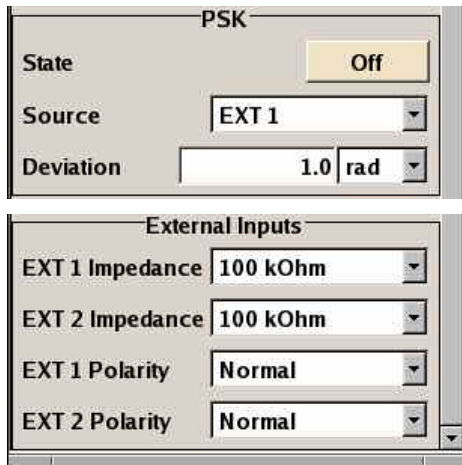 PSK
State Off
Source EXT 1
Deviation 1.0 rad
External Inputs
EXT 1 Impedance 100 kOhm
EXT 2 Impedance 100 kOhm
EXT 1 Polarity Normal
EXT 2 Polarity Normal